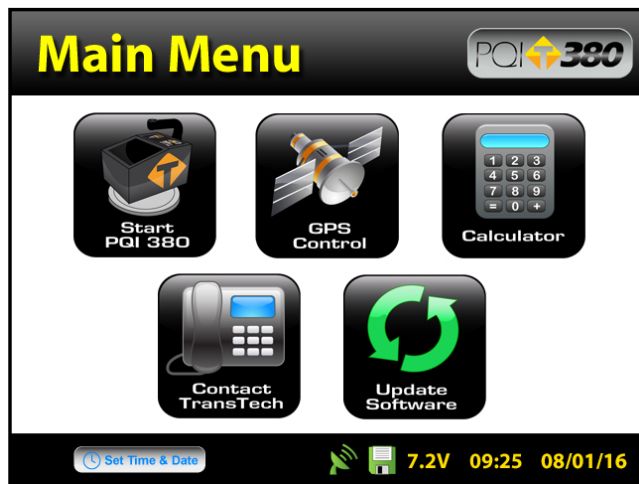 Main Menu
PQI T 380
T
Start
PQI 380
GPS
Control
1 2 3
4 5 6
7 8 9
= 0 +
Calculator
Contact
TransTech
Update
Software
Set Time & Date
7.2V 09:25 08/01/16